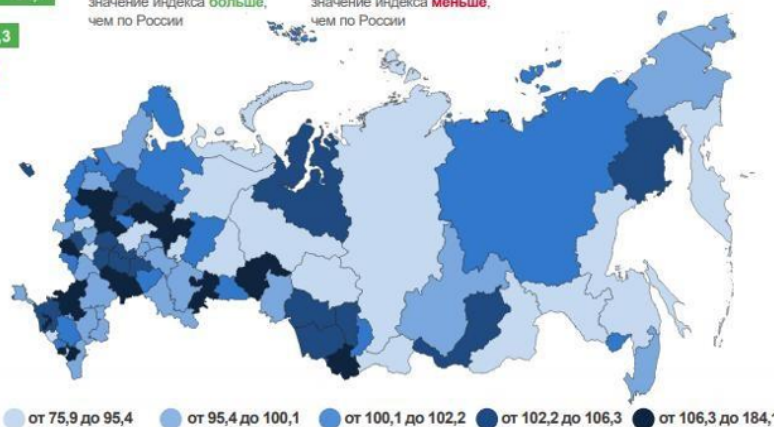 значение индекса больше,
чем по России
значение индекса меньше,
чем по России
,3
от 75,9 до 95,4
от 95,4 до 100,1
от 100,1 до 102,2
от 102,2 до 106,3
от 106,3 до 184,